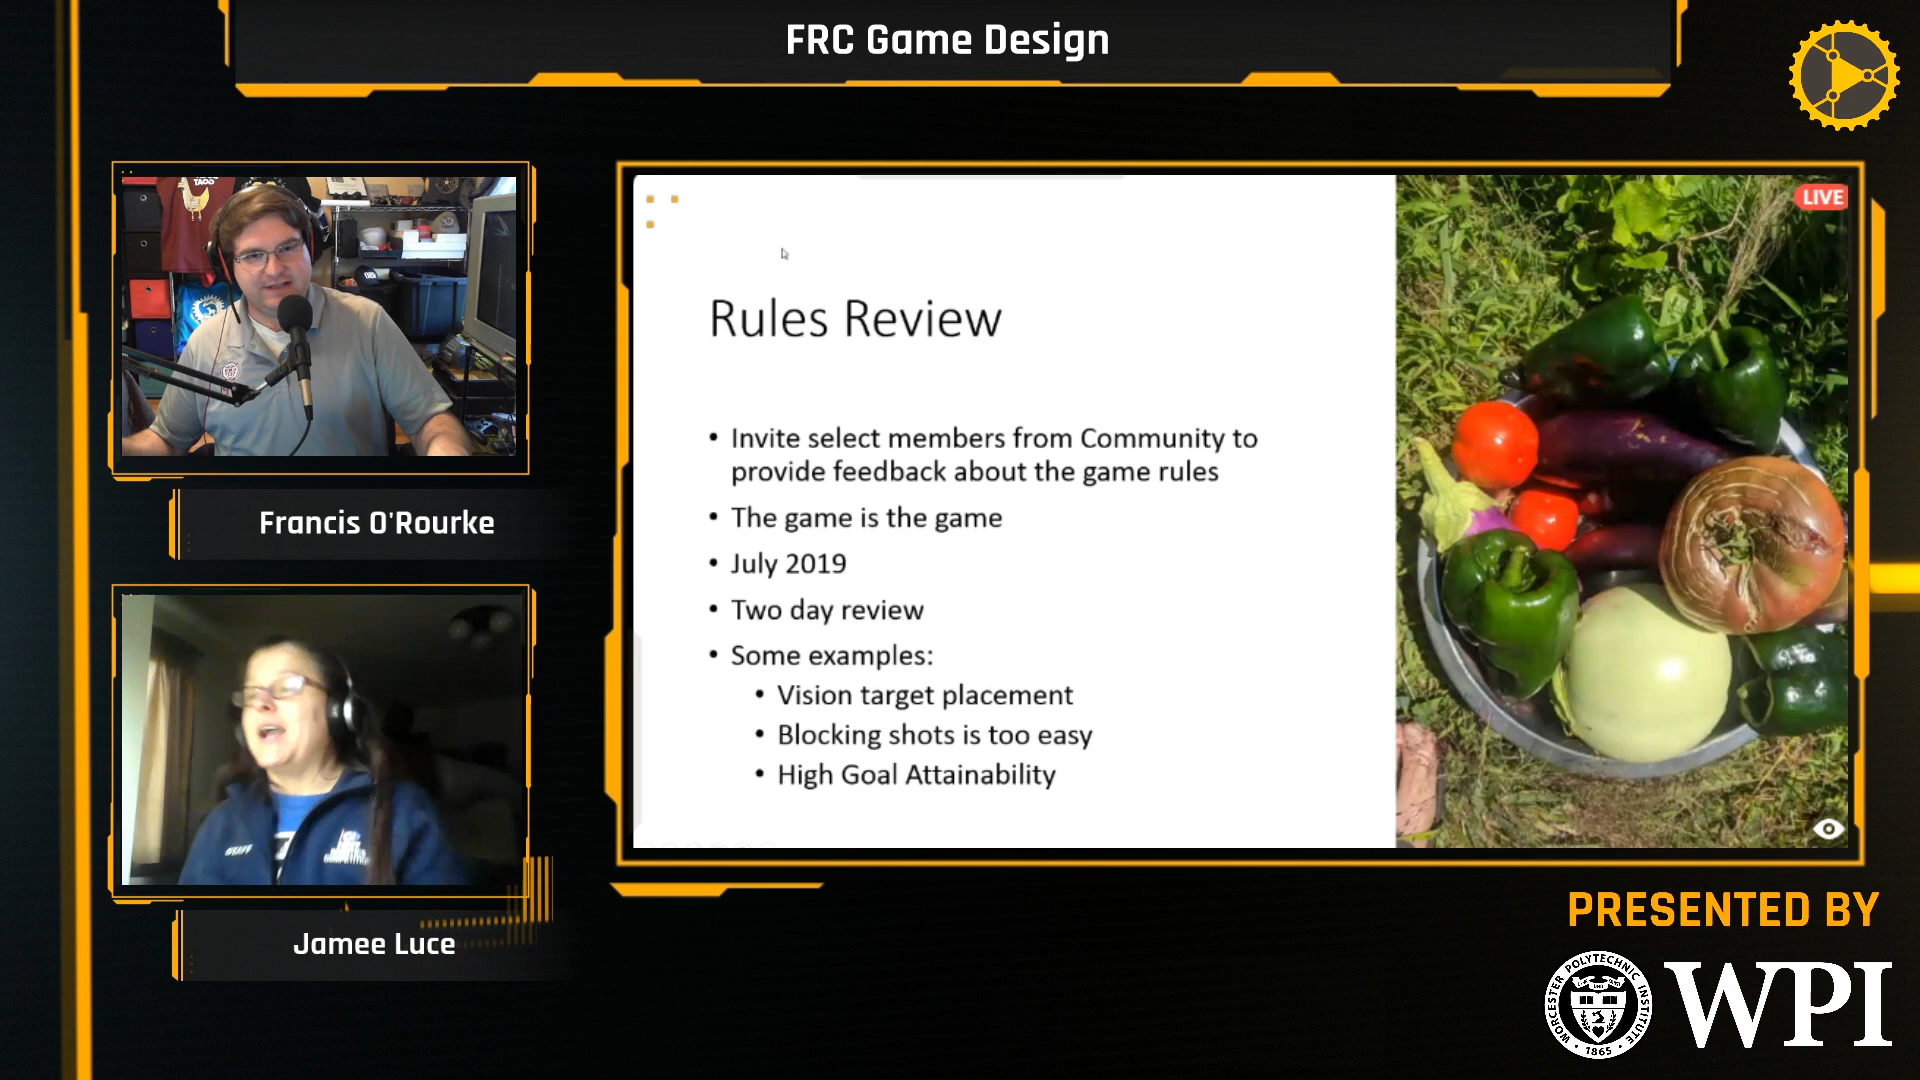 FRC Game Design
TACO
Francis O'Rourke
STAFF
Jamee Luce
LIVE
Rules Review
• Invite select members from Community to
provide feedback about the game rules
• The game is the game
• July 2019
• Two day review
• Some examples:
• Vision target placement
• Blocking shots is too easy
• High Goal Attainability
PRESENTED BY
WORCESTER POLYTECHNIC INSTITUTE
• 1865 •
WPI